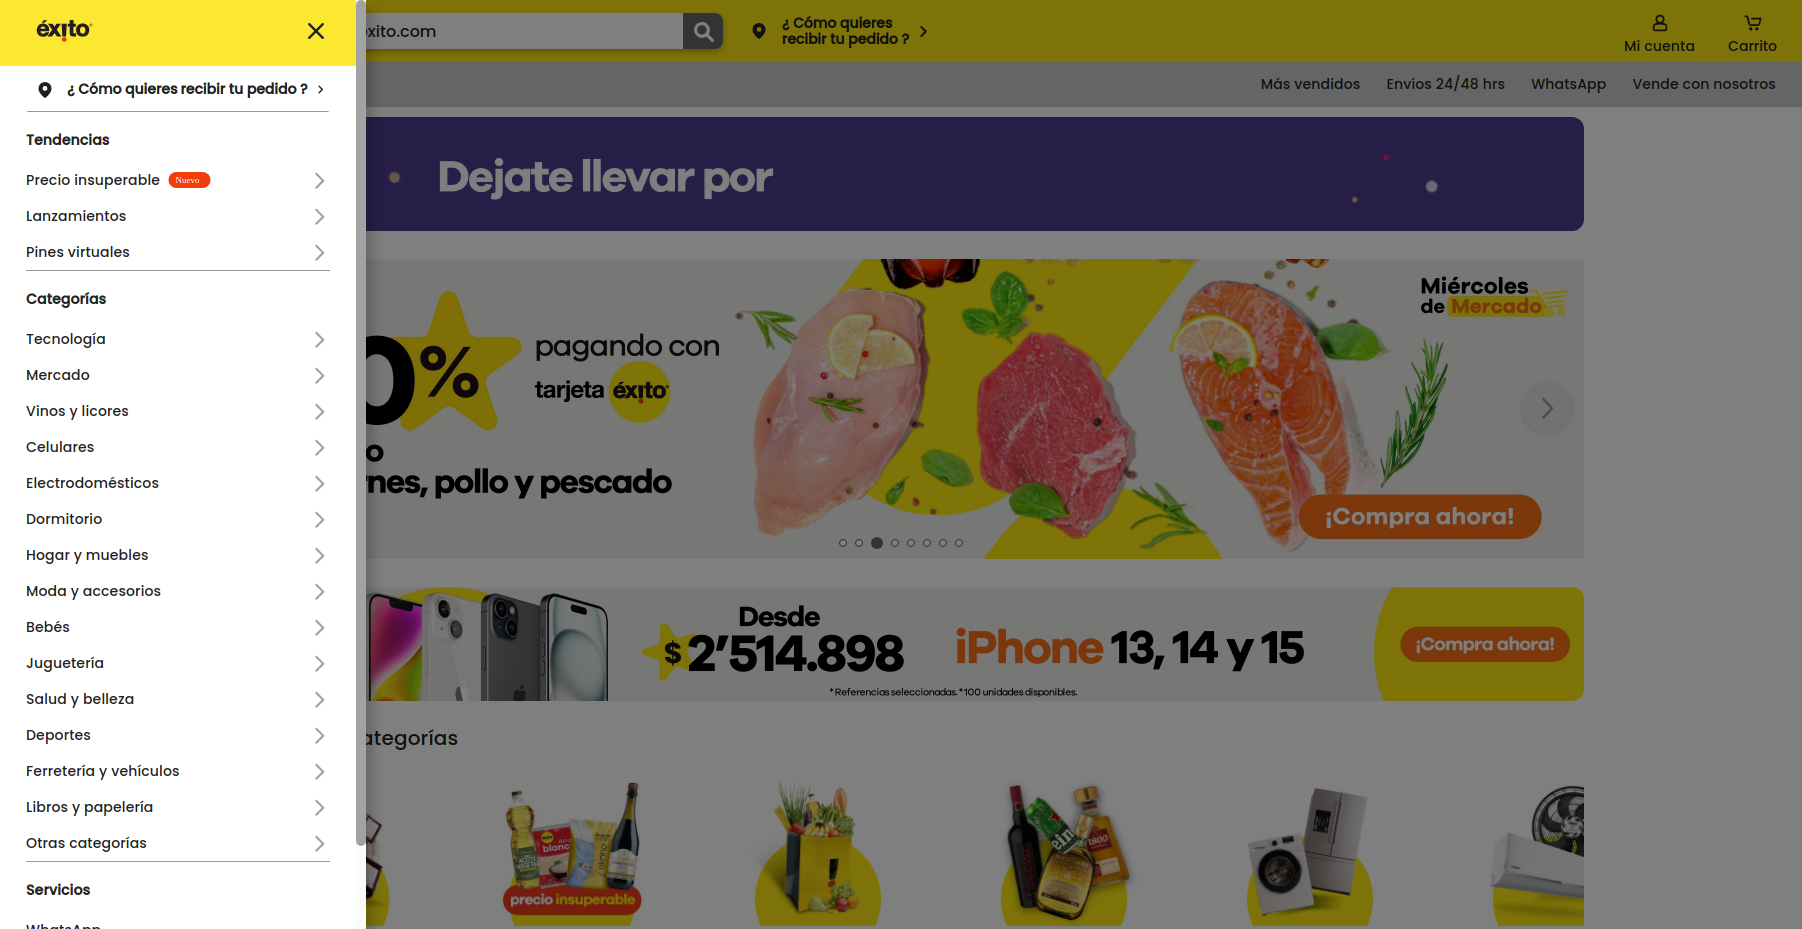 éxito
¿ Cómo quieres recibir tu pedido ?
Tendencias
Precio insuperable Nuevo
Lanzamientos
Pines virtuales
Categorías
Tecnología
Mercado
Vinos y licores
Celulares
Electrodomésticos
Dormitorio
Hogar y muebles
Moda y accesorios
Bebés
Juguetería
Salud y belleza
Deportes
Ferretería y vehículos
Libros y papelería
Otras categorías
Servicios
WhatsApp
exito.com
¿ Cómo quieres
recibir tu pedido ?
Mi cuenta
Carrito
Más vendidos
Envíos 24/48 hrs
WhatsApp
Vende con nosotros
Dejate llevar por
0%
pagando con
tarjeta éxito
o
rnes, pollo y pescado
Miércoles
de Mercado
¡Compra ahora!
Desde
$ 2'514.898
iPhone 13, 14 y 15
¡Compra ahora!
*Referencias seleccionadas. *100 unidades disponibles.
ategorías
precio insuperable